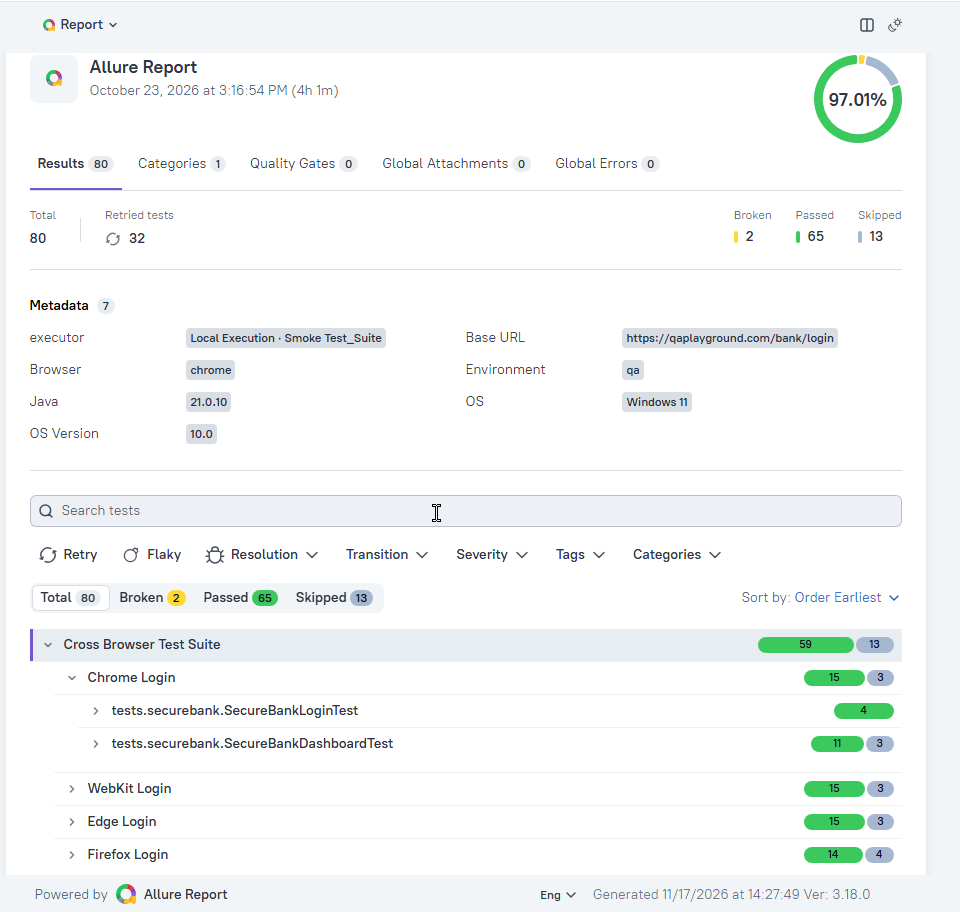 Report
Allure Report
October 23, 2026 at 3:16:54 PM (4h 1m)
97.01%
Results 80 Categories 1 Quality Gates 0 Global Attachments 0 Global Errors 0
Total Retried tests Broken Passed Skipped
80 32 2 65 13
Metadata 7
executor Local Execution · Smoke Test_Suite Base URL https://qaplayground.com/bank/login
Browser chrome Environment qa
Java 21.0.10 OS Windows 11
OS Version 10.0
Search tests
Retry Flaky Resolution Transition Severity Tags Categories
Total 80 Broken 2 Passed 65 Skipped 13 Sort by: Order Earliest
Cross Browser Test Suite 59 13
Chrome Login 15 3
tests.securebank.SecureBankLoginTest 4
tests.securebank.SecureBankDashboardTest 11 3
WebKit Login 15 3
Edge Login 15 3
Firefox Login 14 4
Powered by Allure Report Eng Generated 11/17/2026 at 14:27:49 Ver: 3.18.0